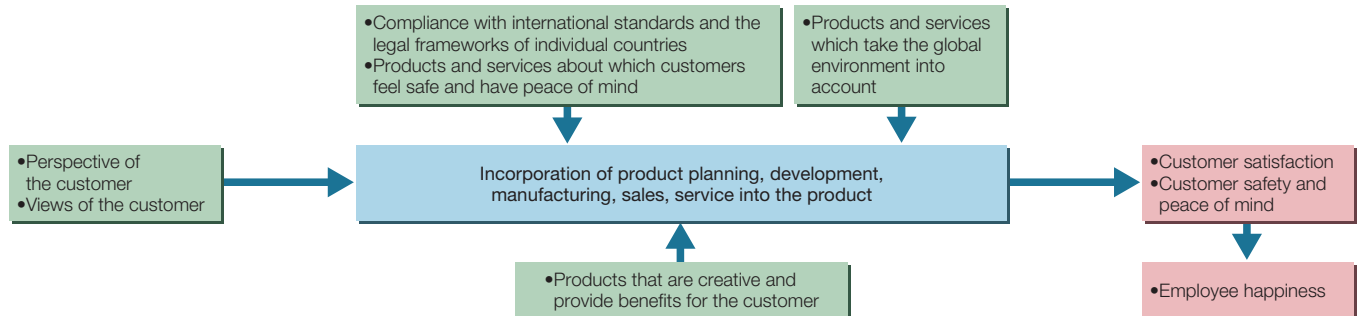 •Compliance with international standards and the
legal frameworks of individual countries
•Products and services about which customers
feel safe and have peace of mind
•Products and services
which take the global
environment into
account
•Perspective of
the customer
•Views of the customer
Incorporation of product planning, development,
manufacturing, sales, service into the product
•Customer satisfaction
•Customer safety and
peace of mind
•Products that are creative and
provide benefits for the customer
•Employee happiness